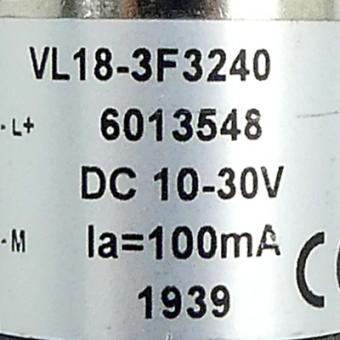 VL18-3F3240
- L+ 6013548
DC 10-30V
- M Ia=100mA CE
1939